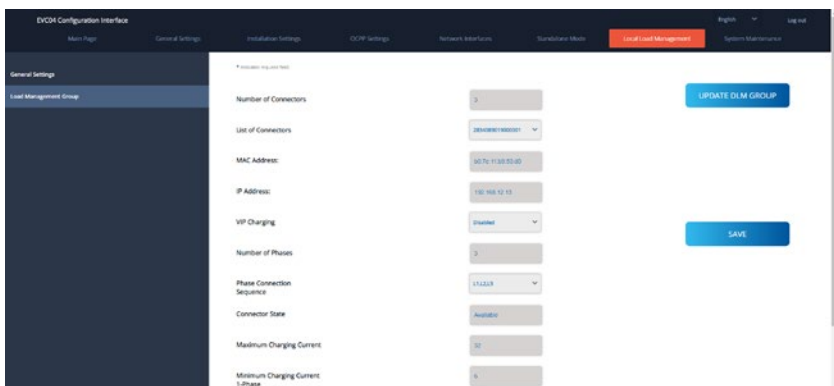 EVC04 Configuration Interface
English
Log out
Main Page
General Settings
Installation Settings
OCPP Settings
Network Interfaces
Standalone Mode
Local Load Management
System Maintenance
General Settings
Load Management Group
UPDATE DLM GROUP
Number of Connectors
List of Connectors
MAC Address:
IP Address:
VIP Charging
Disabled
SAVE
Number of Phases
Phase Connection
Sequence
Connector State
Available
Maximum Charging Current
32
Minimum Charging Current
1-Phase
6